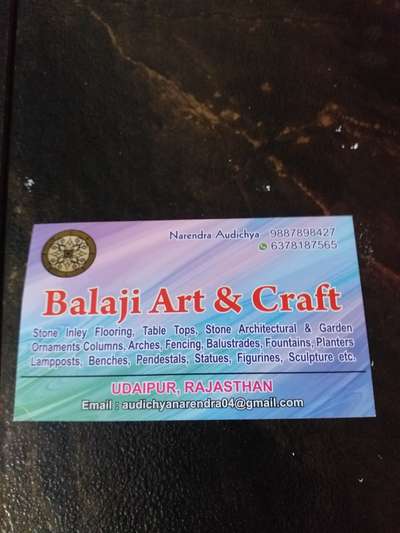 Narendra Audichya 9887898427
6378187565
Balaji Art & Craft
Stone Inley Flooring, Table Tops, Stone Architectural & Garden
Ornaments Columns, Arches, Fencing, Balustrades, Fountains, Planters
Lampposts, Benches, Pendestals, Statues, Figurines, Sculpture etc.
UDAIPUR, RAJASTHAN
Email : audichyanarendra04@gmail.com